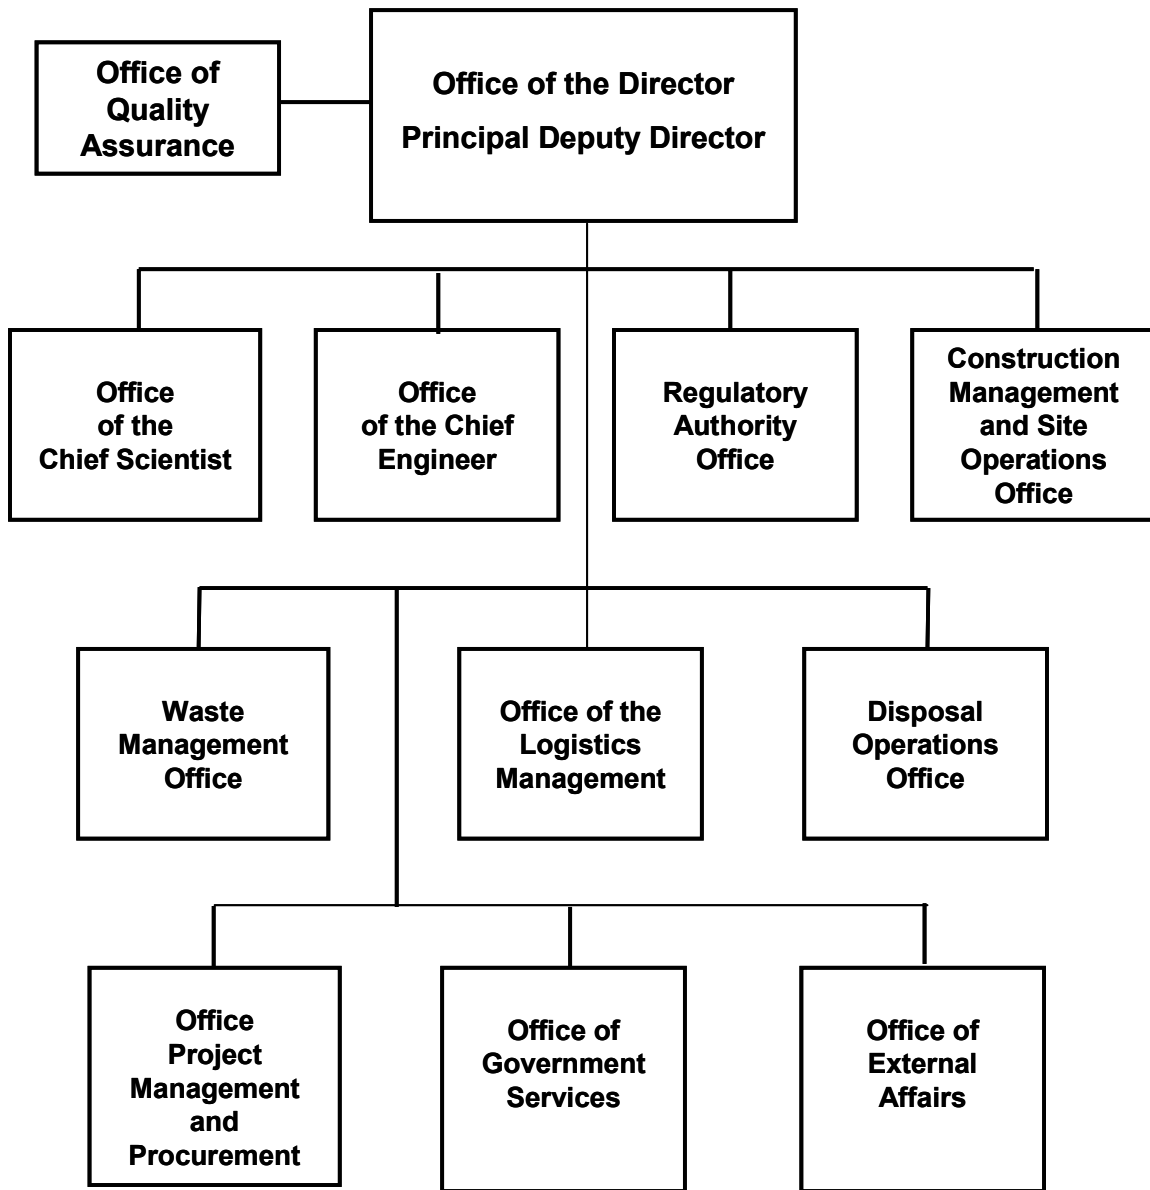 Office of
Quality
Assurance
Office of the Director
Principal Deputy Director
Office
of the
Chief Scientist
Office
of the Chief
Engineer
Regulatory
Authority
Office
Construction
Management
and Site
Operations
Office
Waste
Management
Office
Office of the
Logistics
Management
Disposal
Operations
Office
Office
Project
Management
and
Procurement
Office of
Government
Services
Office of
External
Affairs